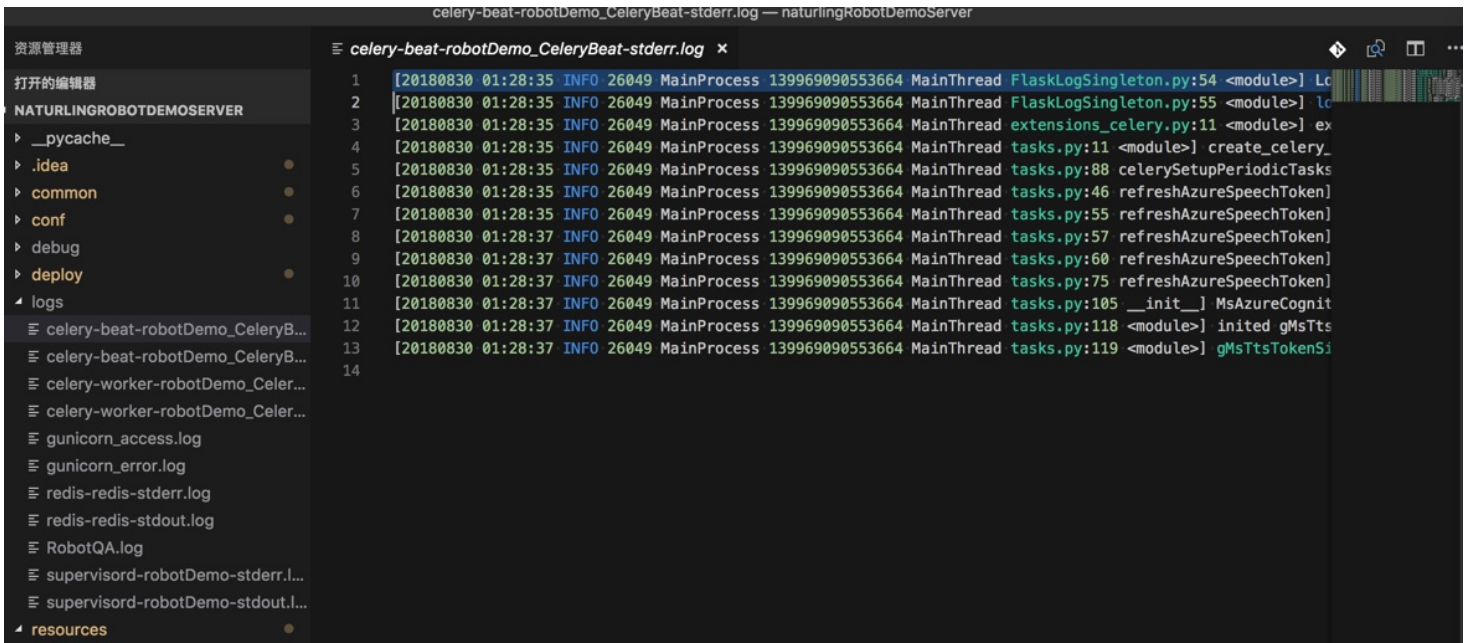 celery-beat-robotDemo_CeleryBeat-stderr.log — naturlingRobotDemoServer
资源管理器
打开的编辑器
NATURLINGROBOTDEMOSERVER
__pycache__
.idea
common
conf
debug
deploy
logs
celery-beat-robotDemo_CeleryB...
celery-beat-robotDemo_CeleryB...
celery-worker-robotDemo_Celer...
celery-worker-robotDemo_Celer...
gunicorn_access.log
gunicorn_error.log
redis-redis-stderr.log
redis-redis-stdout.log
RobotQA.log
supervisord-robotDemo-stderr.l...
supervisord-robotDemo-stdout.l...
resources
celery-beat-robotDemo_CeleryBeat-stderr.log ×
1 [20180830 01:28:35 INFO 26049 MainProcess 139969090553664 MainThread FlaskLogSingleton.py:54 <module>] Lo
2 [20180830 01:28:35 INFO 26049 MainProcess 139969090553664 MainThread FlaskLogSingleton.py:55 <module>] lo
3 [20180830 01:28:35 INFO 26049 MainProcess 139969090553664 MainThread extensions_celery.py:11 <module>] ex
4 [20180830 01:28:35 INFO 26049 MainProcess 139969090553664 MainThread tasks.py:11 <module>] create_celery_
5 [20180830 01:28:35 INFO 26049 MainProcess 139969090553664 MainThread tasks.py:88 celerySetupPeriodicTasks
6 [20180830 01:28:35 INFO 26049 MainProcess 139969090553664 MainThread tasks.py:46 refreshAzureSpeechToken]
7 [20180830 01:28:35 INFO 26049 MainProcess 139969090553664 MainThread tasks.py:55 refreshAzureSpeechToken]
8 [20180830 01:28:37 INFO 26049 MainProcess 139969090553664 MainThread tasks.py:57 refreshAzureSpeechToken]
9 [20180830 01:28:37 INFO 26049 MainProcess 139969090553664 MainThread tasks.py:60 refreshAzureSpeechToken]
10 [20180830 01:28:37 INFO 26049 MainProcess 139969090553664 MainThread tasks.py:75 refreshAzureSpeechToken]
11 [20180830 01:28:37 INFO 26049 MainProcess 139969090553664 MainThread tasks.py:105 __init__] MsAzureCognit
12 [20180830 01:28:37 INFO 26049 MainProcess 139969090553664 MainThread tasks.py:118 <module>] inited gMsTts
13 [20180830 01:28:37 INFO 26049 MainProcess 139969090553664 MainThread tasks.py:119 <module>] gMsTtsTokenSi
14